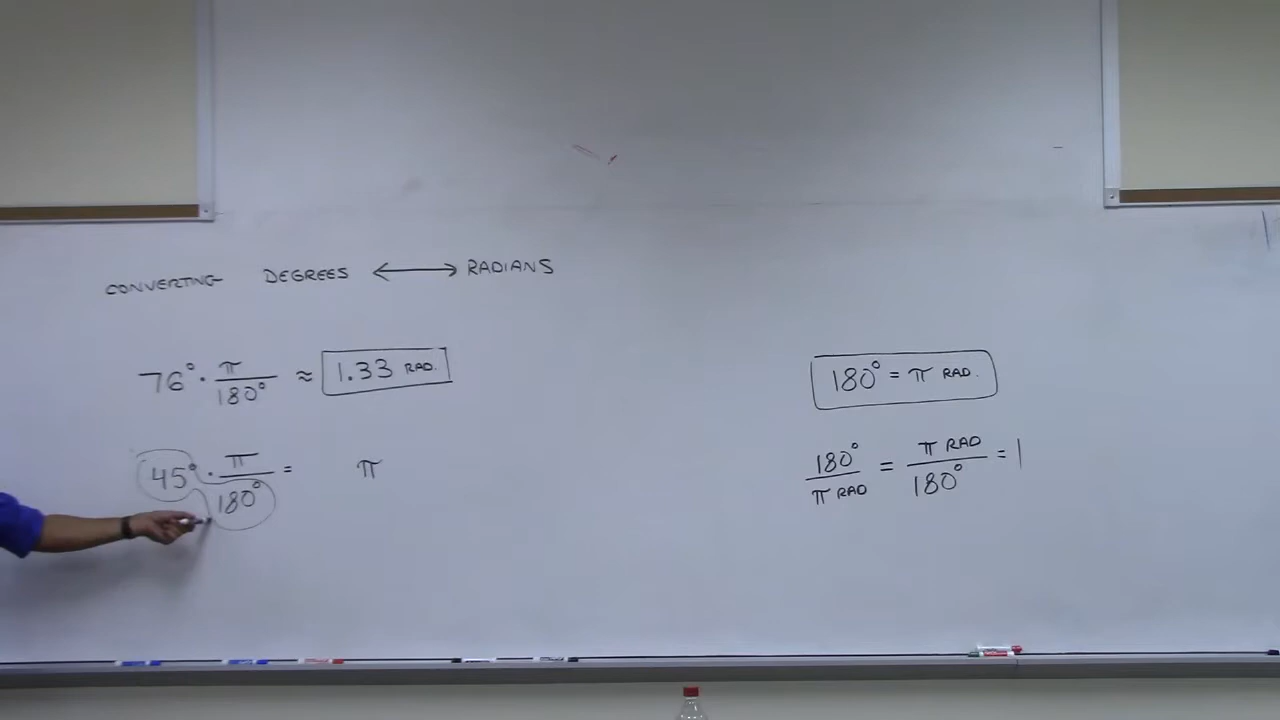 CONVERTING DEGREES ⟷ RADIANS
76° · π/180° ≈ 1.33 RAD.
45° · π/180° = π
180° = π RAD.
180°/π RAD = π RAD/180° = 1